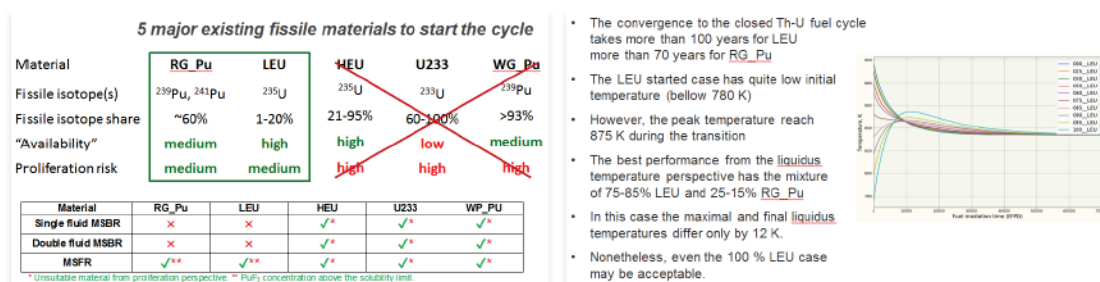 5 major existing fissile materials to start the cycle
Material RG_Pu LEU HEU U233 WG_Pu
Fissile isotope(s) ²³⁹Pu, ²⁴¹Pu ²³⁵U ²³⁵U ²³³U ²³⁹Pu
Fissile isotope share ~60% 1-20% 21-95% 60-100% >93%
“Availability” medium high high low medium
Proliferation risk medium medium high high high
Material RG_Pu LEU HEU U233 WP_PU
Single fluid MSBR × × ✓* ✓* ✓*
Double fluid MSBR × × ✓* ✓* ✓*
MSFR ✓** ✓** ✓* ✓* ✓*
* Unsuitable material from proliferation perspective. ** PuF₃ concentration above the solubility limit.
• The convergence to the closed Th-U fuel cycle
takes more than 100 years for LEU
more than 70 years for RG_Pu
• The LEU started case has quite low initial
temperature (bellow 780 K)
• However, the peak temperature reach
875 K during the transition
• The best performance from the liquidus
temperature perspective has the mixture
of 75-85% LEU and 25-15% RG_Pu
• In this case the maximal and final liquidus
temperatures differ only by 12 K.
• Nonetheless, even the 100 % LEU case
may be acceptable.
Temperature, K
Fuel irradiation time (EFPD)